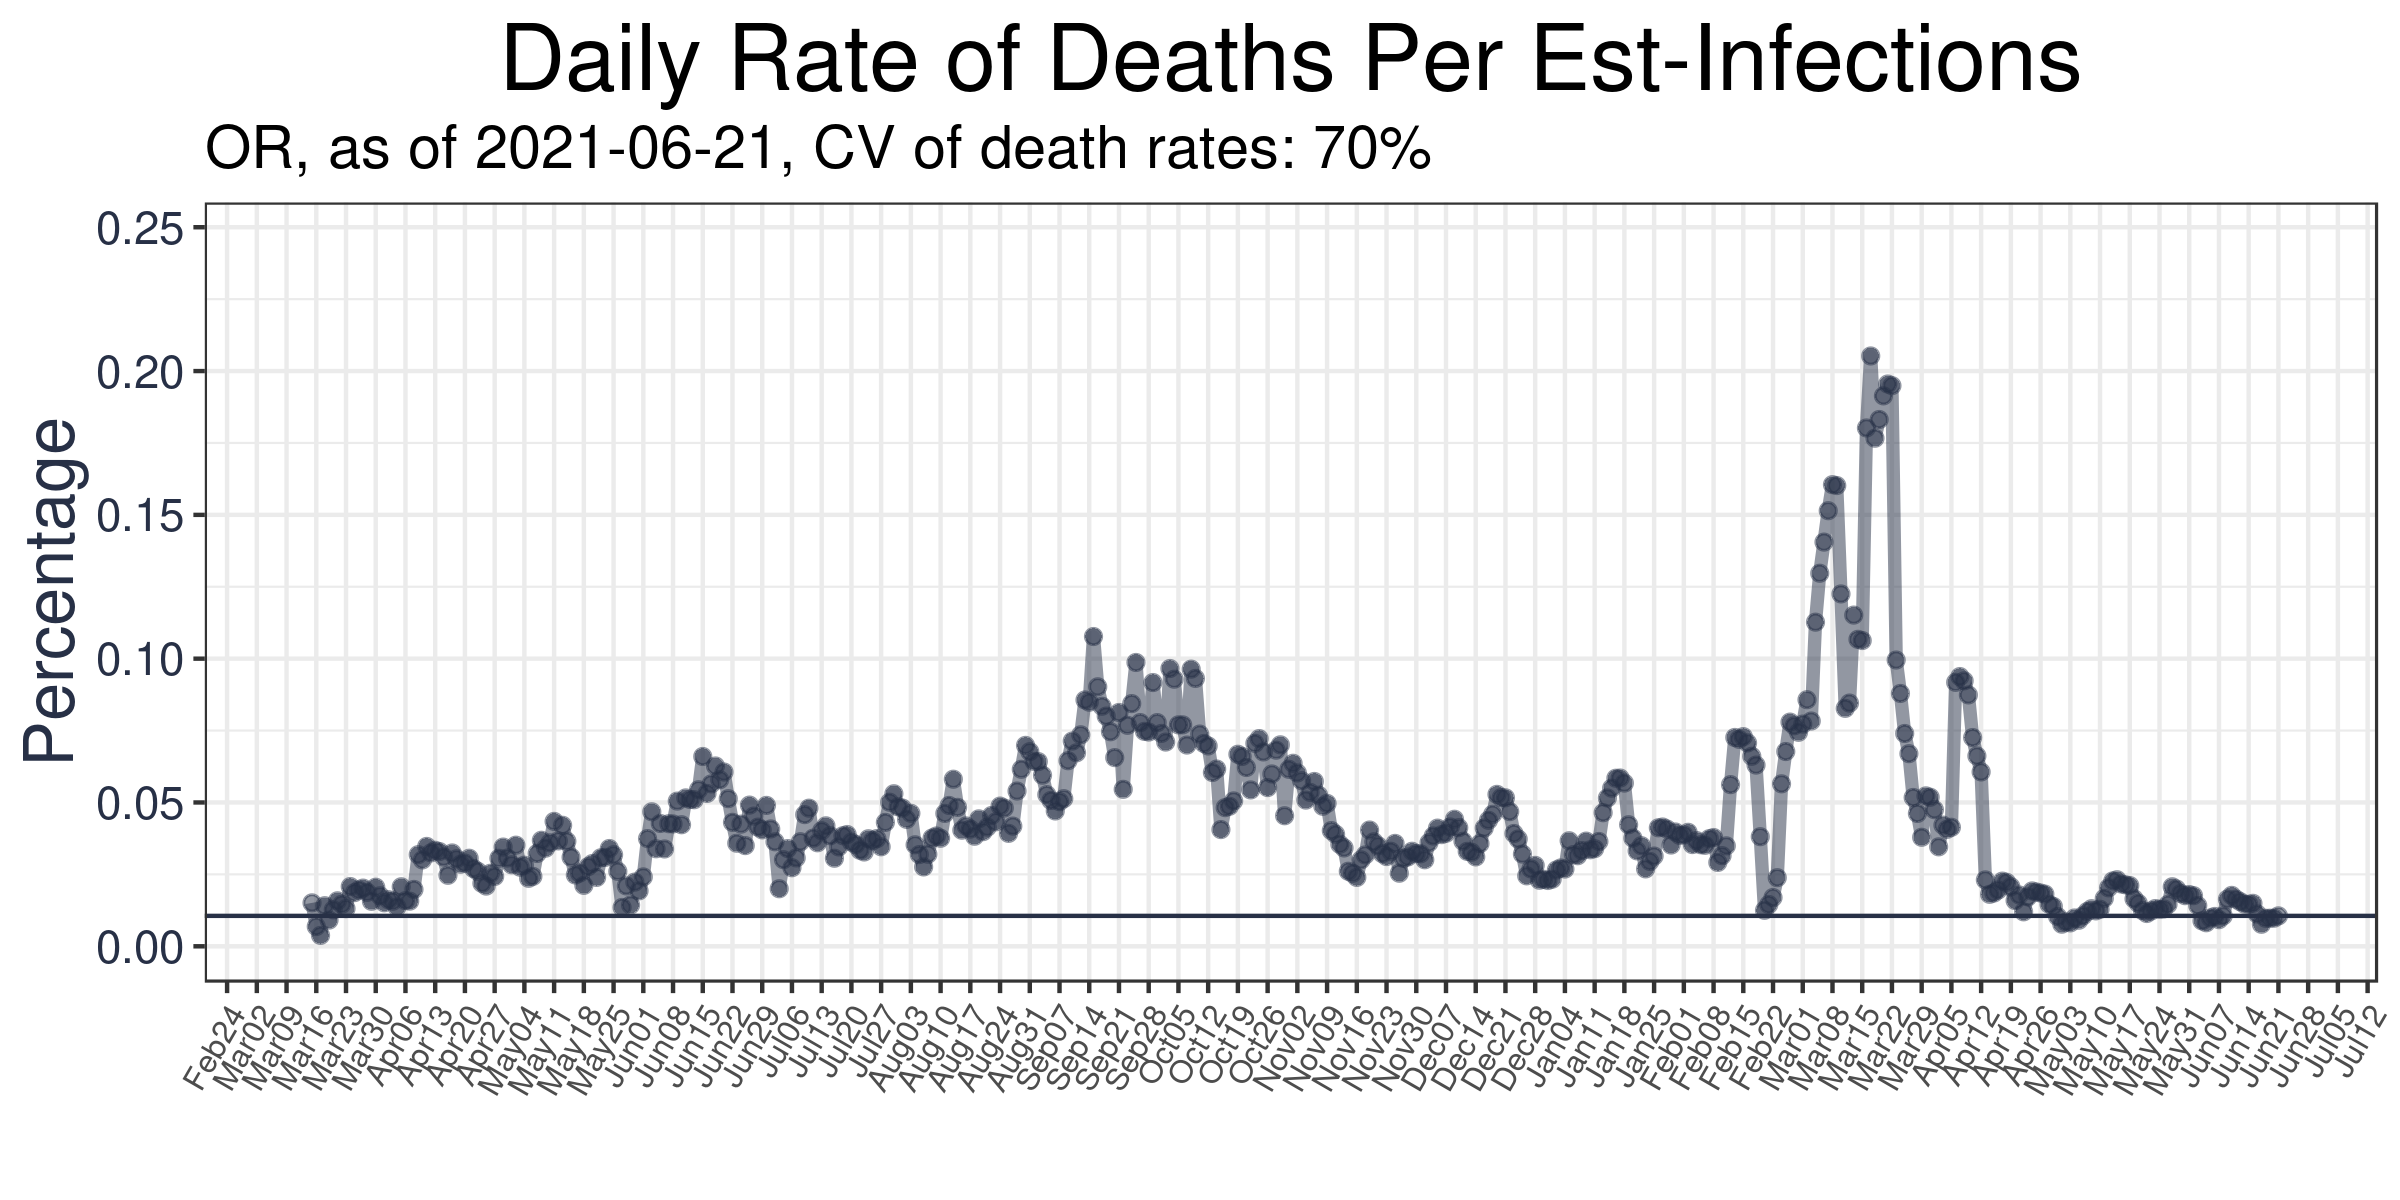 Daily Rate of Deaths Per Est-Infections
OR, as of 2021-06-21, CV of death rates: 70%
Percentage
0.25
0.20
0.15
0.10
0.05
0.00
Feb24
Mar02
Mar09
Mar16
Mar23
Mar30
Apr06
Apr13
Apr20
Apr27
May04
May11
May18
May25
Jun01
Jun08
Jun15
Jun22
Jun29
Jul06
Jul13
Jul20
Jul27
Aug03
Aug10
Aug17
Aug24
Aug31
Sep07
Sep14
Sep21
Sep28
Oct05
Oct12
Oct19
Oct26
Nov02
Nov09
Nov16
Nov23
Nov30
Dec07
Dec14
Dec21
Dec28
Dec04
Jan11
Jan18
Jan25
Feb01
Feb08
Feb15
Feb22
Mar01
Mar08
Mar15
Mar22
Mar29
Apr05
Apr12
Apr19
Apr26
May03
May10
May17
May24
May31
May07
Jun14
Jun21
Jun28
Jul05
Jul12